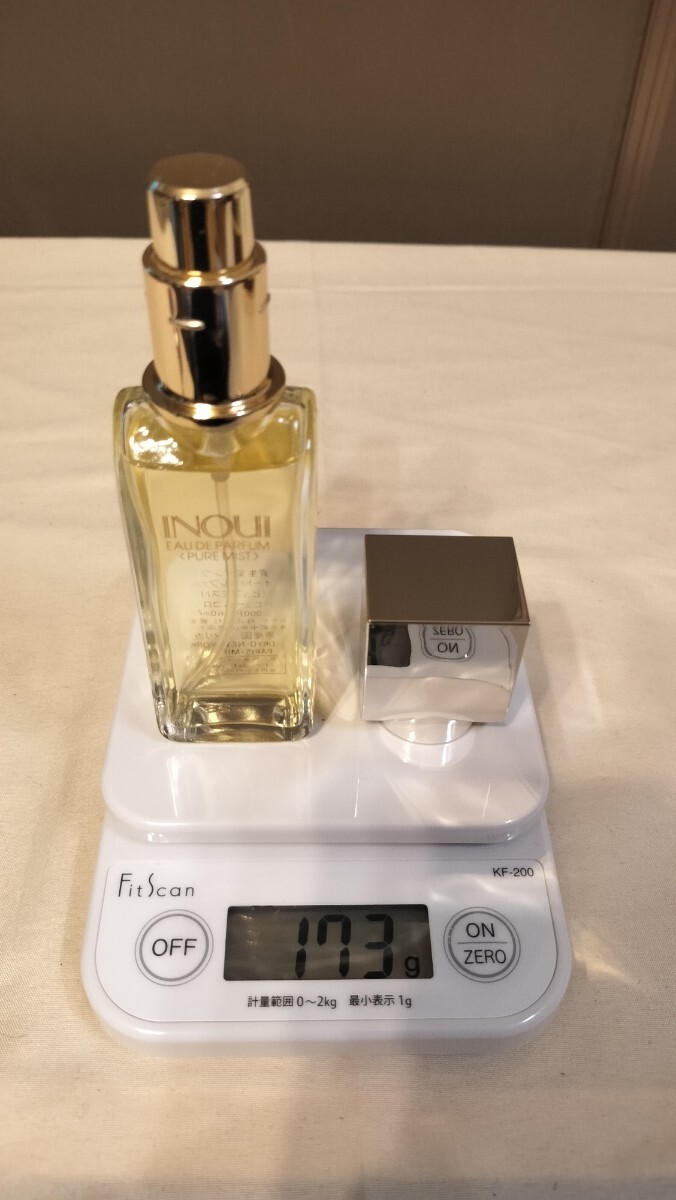 INOUI
EAU DE PARFUM
<PURE MIST>
ZERO
ON
FitScan
KF-200
OFF
173g
ON
ZERO
計量範囲 0～2kg 最小表示 1g